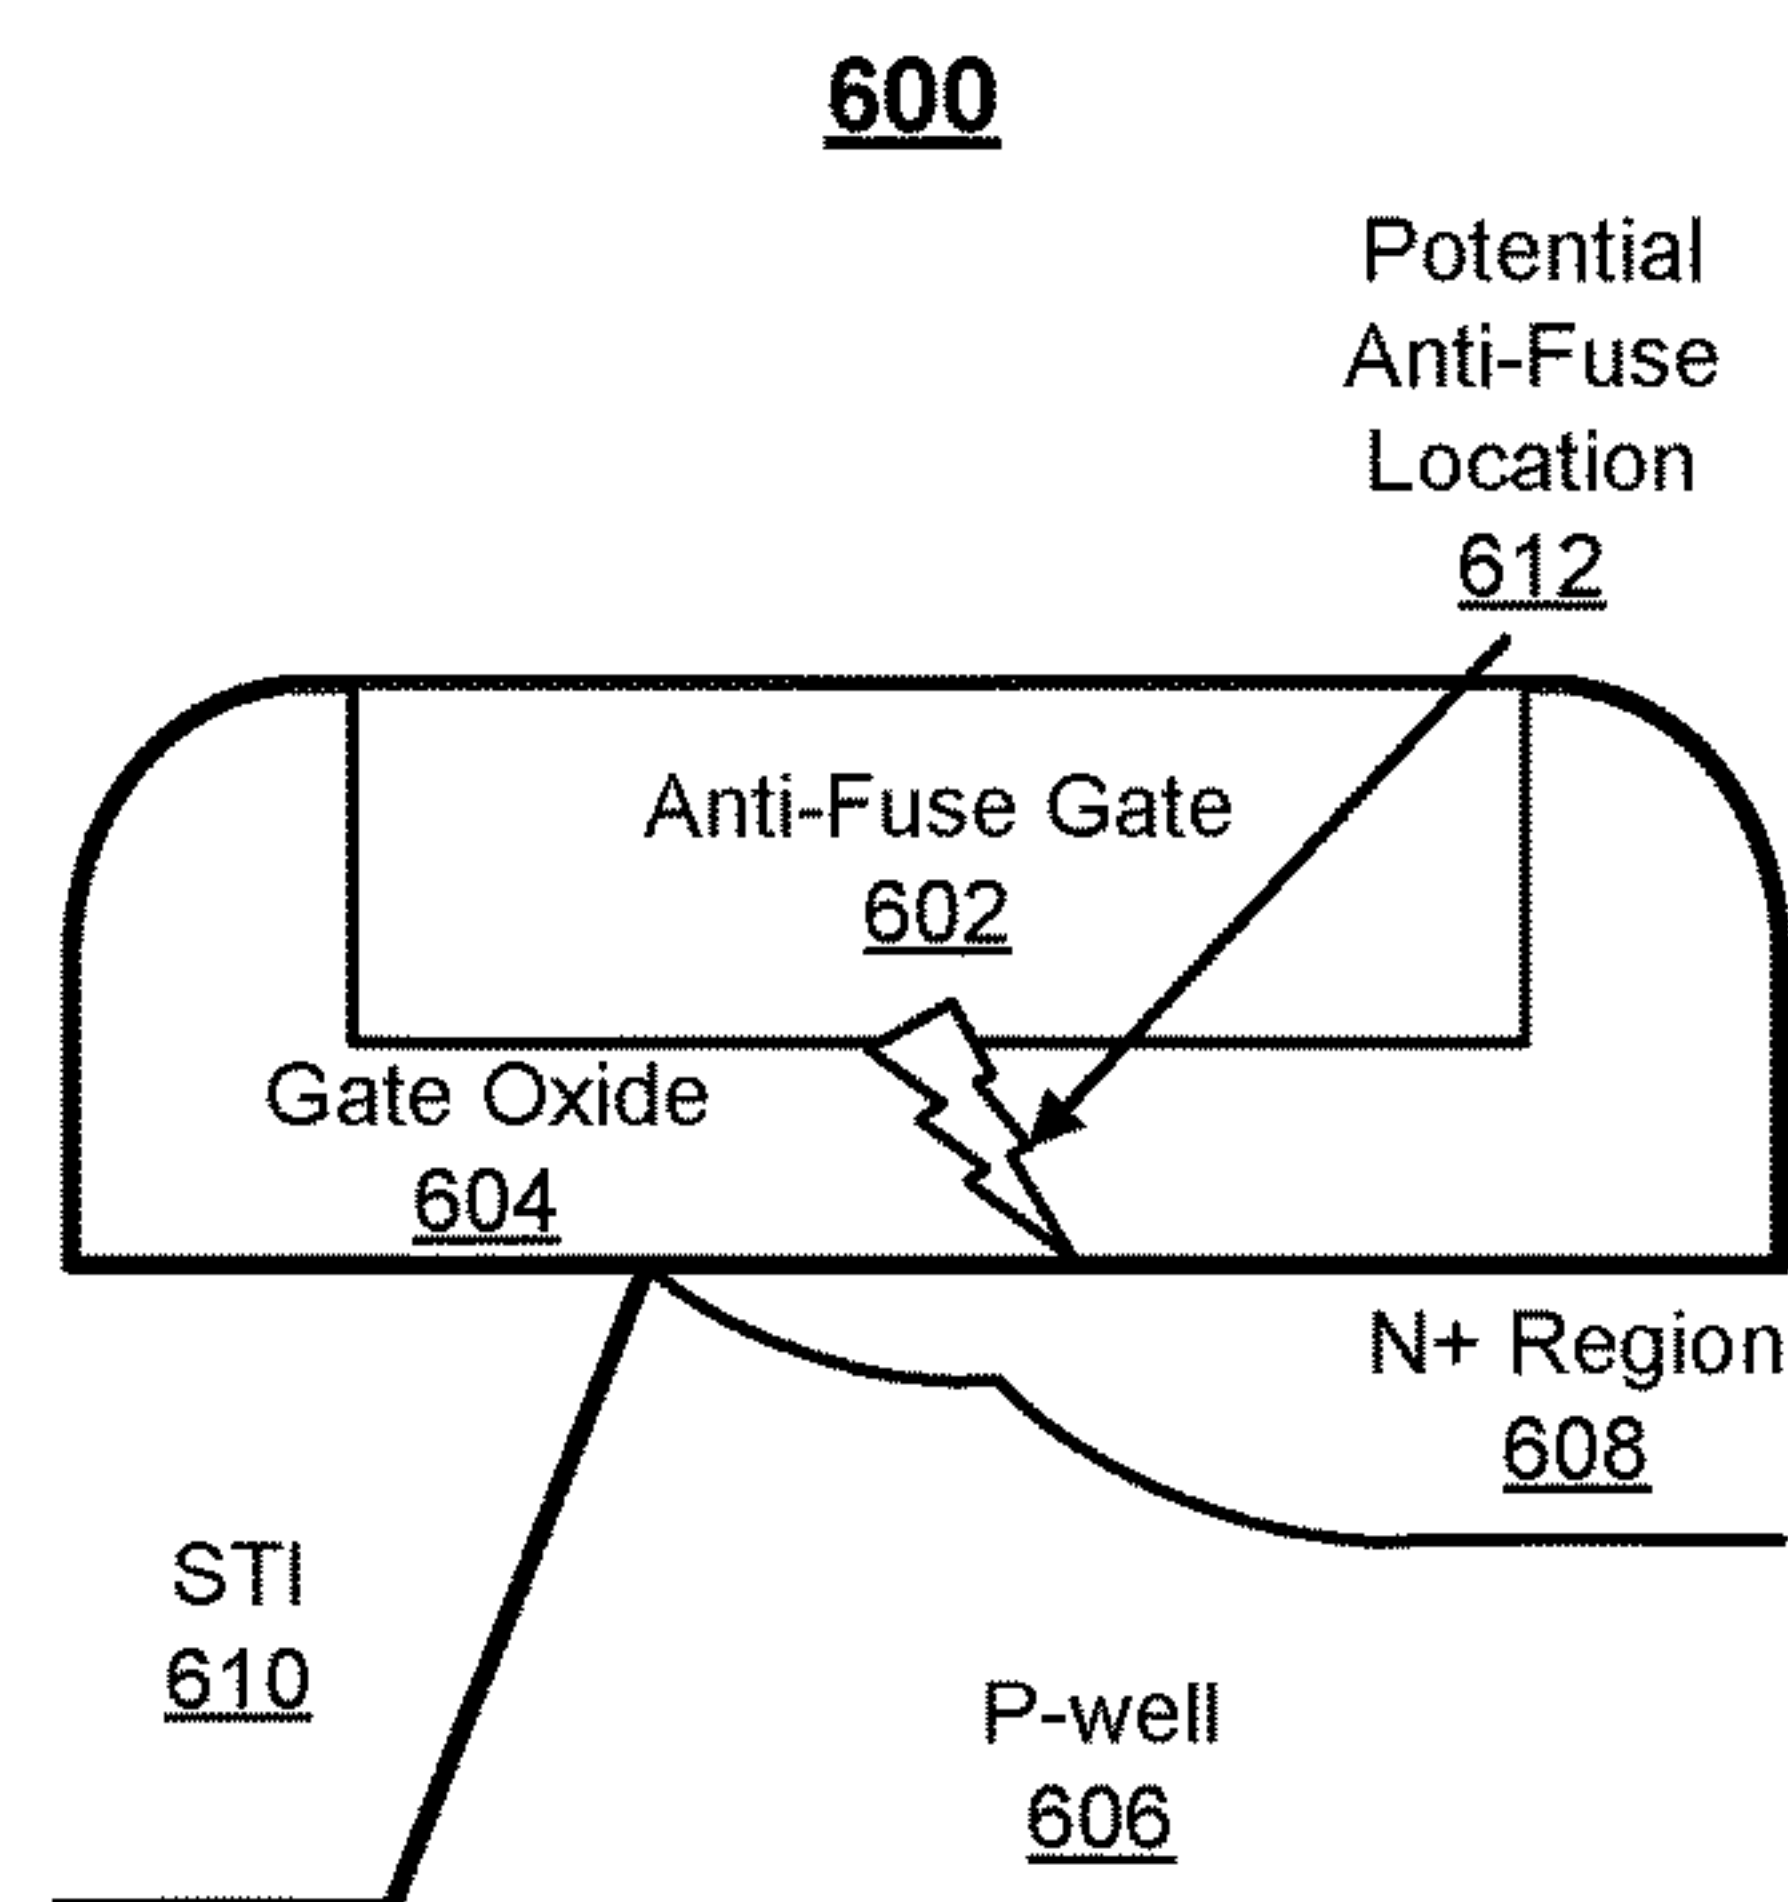 600
Potential
Anti-Fuse
Location
612
Anti-Fuse Gate
602
Gate Oxide
604
N+ Region
608
STI
610
P-well
606